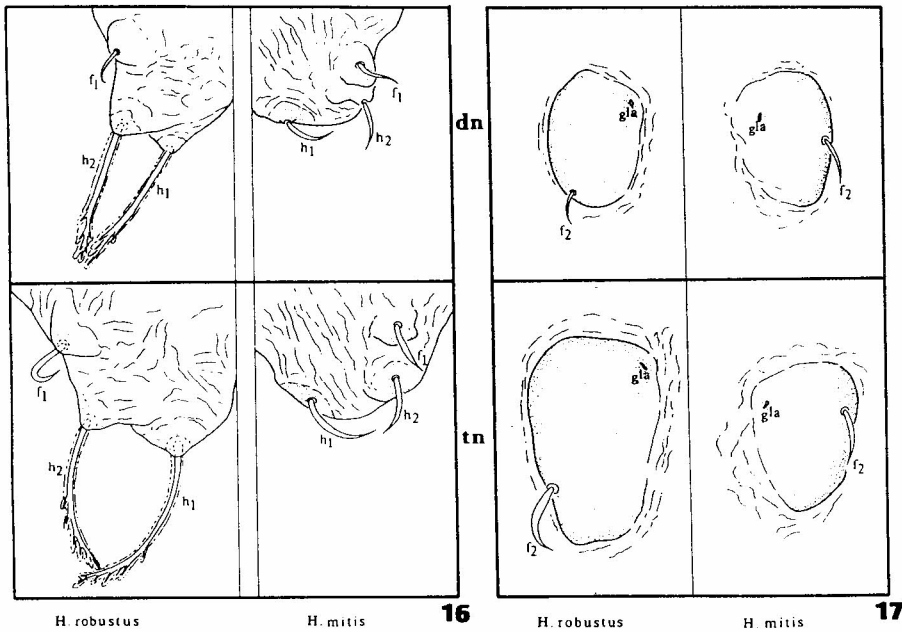 f1
h2
h1
f1
h2
h1
dn
gla
f2
gla
f2
f1
h2
h1
f1
h2
h1
tn
gla
f2
gla
f2
H. robustus
H. mitis
16
H. robustus
H. mitis
17